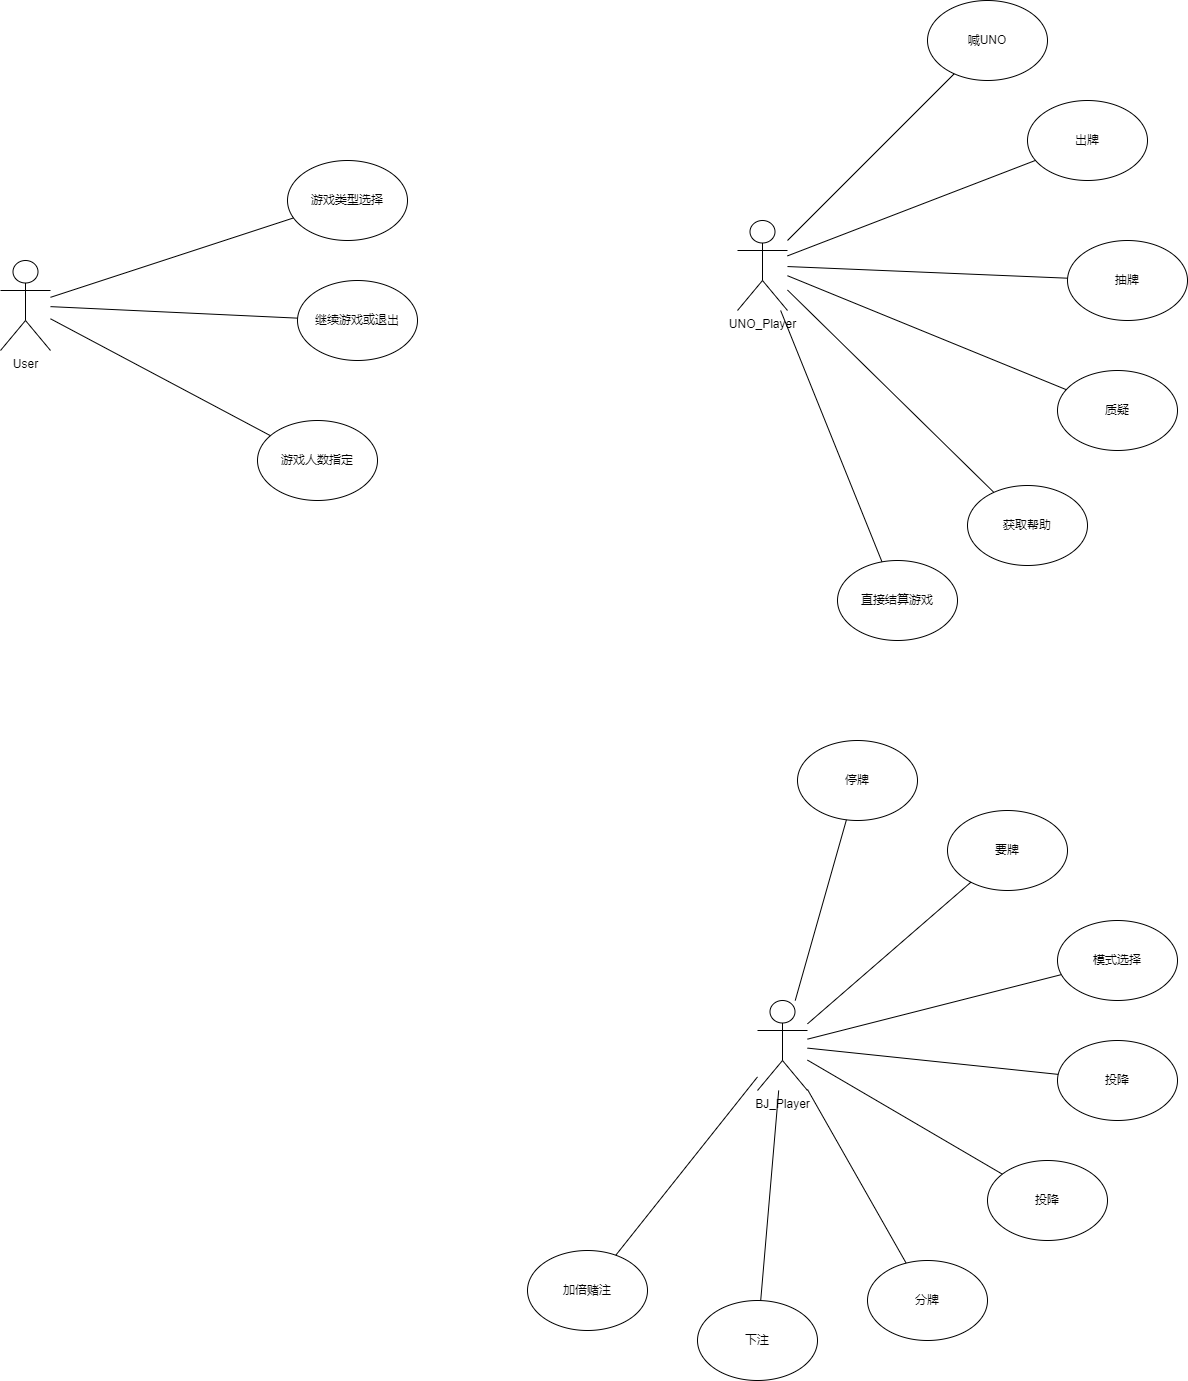 喊UNO
出牌
游戏类型选择
抽牌
继续游戏或退出
UNO_Player
User
质疑
游戏人数指定
获取帮助
直接结算游戏
停牌
要牌
模式选择
投降
BJ_Player
投降
加倍赌注
分牌
下注